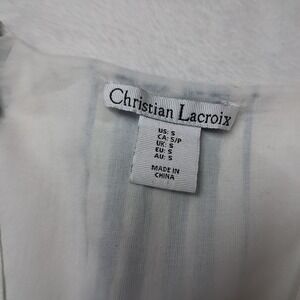 Christian Lacroix
US: S
CA: S/P
UK: S
EU: S
AU: S
MADE IN
CHINA